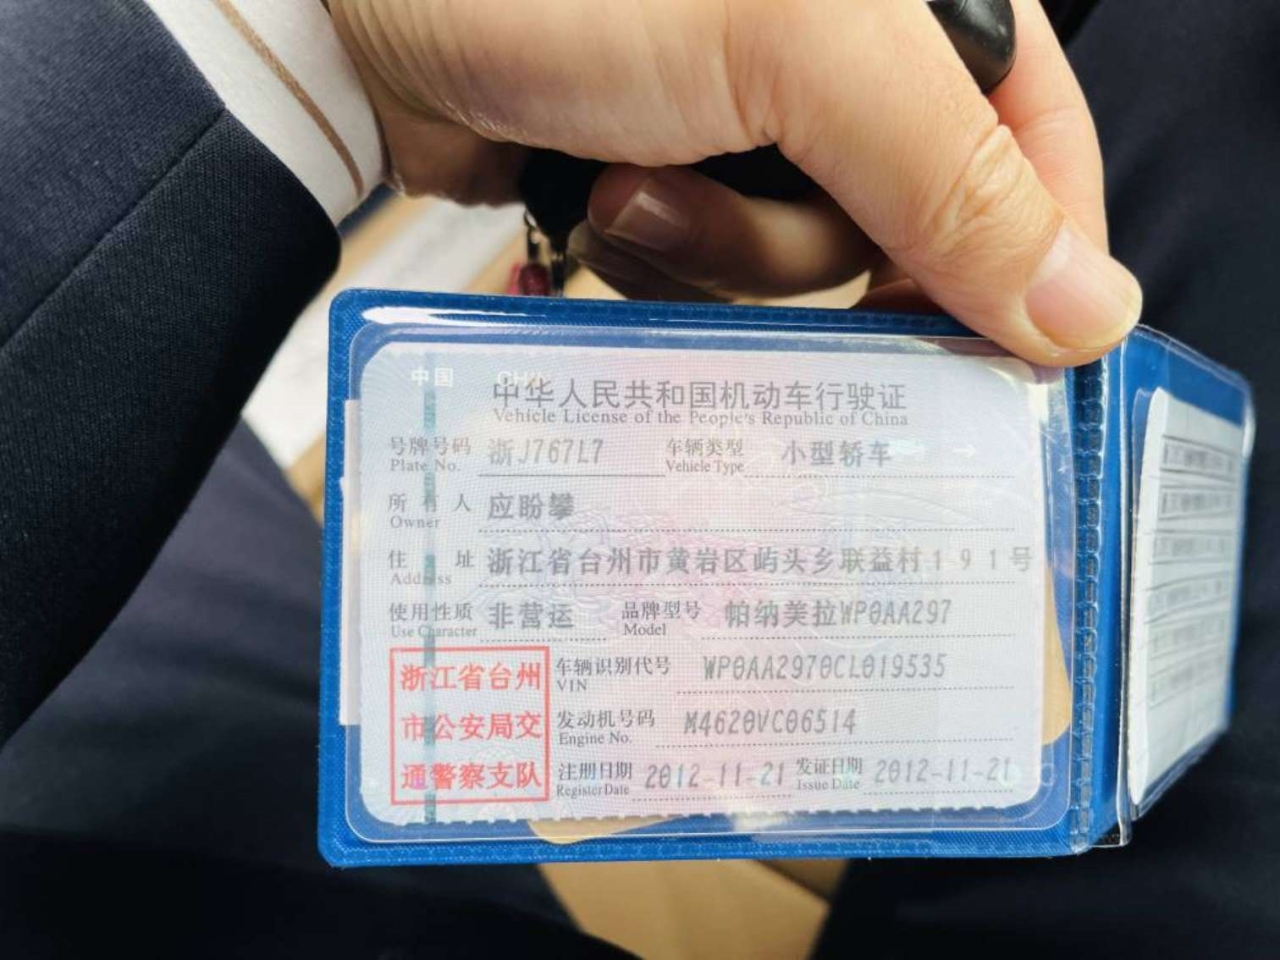 中国 CHIN
中华人民共和国机动车行驶证
Vehicle License of the People's Republic of China
号牌号码 浙J767L7 车辆类型 小型轿车
Plate No. Vehicle Type
所有人 应盼攀
Owner
住址 浙江省台州市黄岩区屿头乡联益村191号
Address
使用性质 非营运 品牌型号 帕纳美拉WP0AA297
Use Character Model
浙江省台州
市公安局交
通警察支队
车辆识别代号 WP0AA2970CL019535
VIN
发动机号码 M4620VC06514
Engine No.
注册日期 2012-11-21 发证日期 2012-11-21
Register Date Issue Date